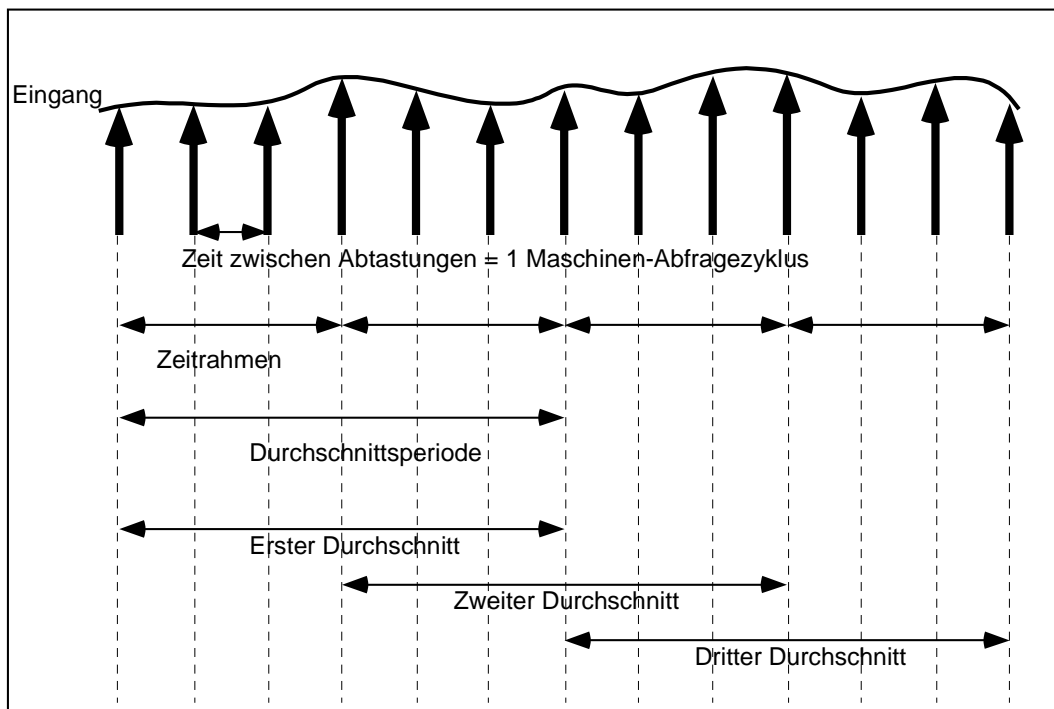 Eingang
Zeit zwischen Abtastungen = 1 Maschinen-Abfragezyklus
Zeitrahmen
Durchschnittsperiode
Erster Durchschnitt
Zweiter Durchschnitt
Dritter Durchschnitt